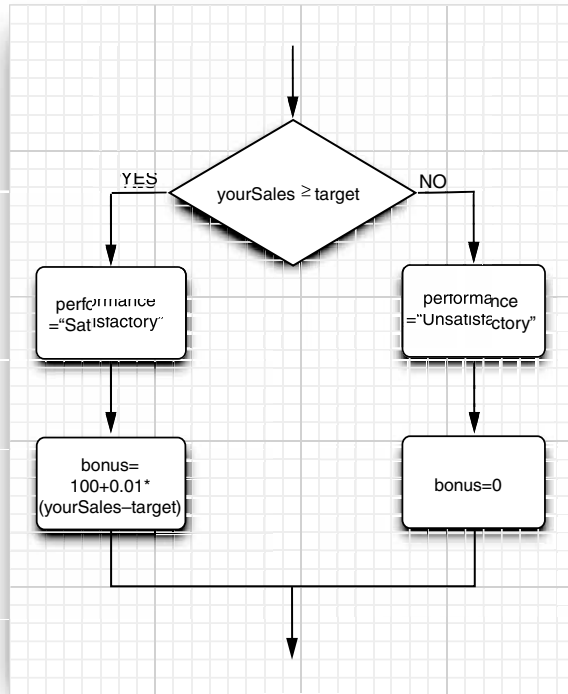 yourSales ≥ target
YES
NO
performance
="Satisfactory"
performance
="Unsatisfactory"
bonus=
100+0.01*
(yourSales–target)
bonus=0